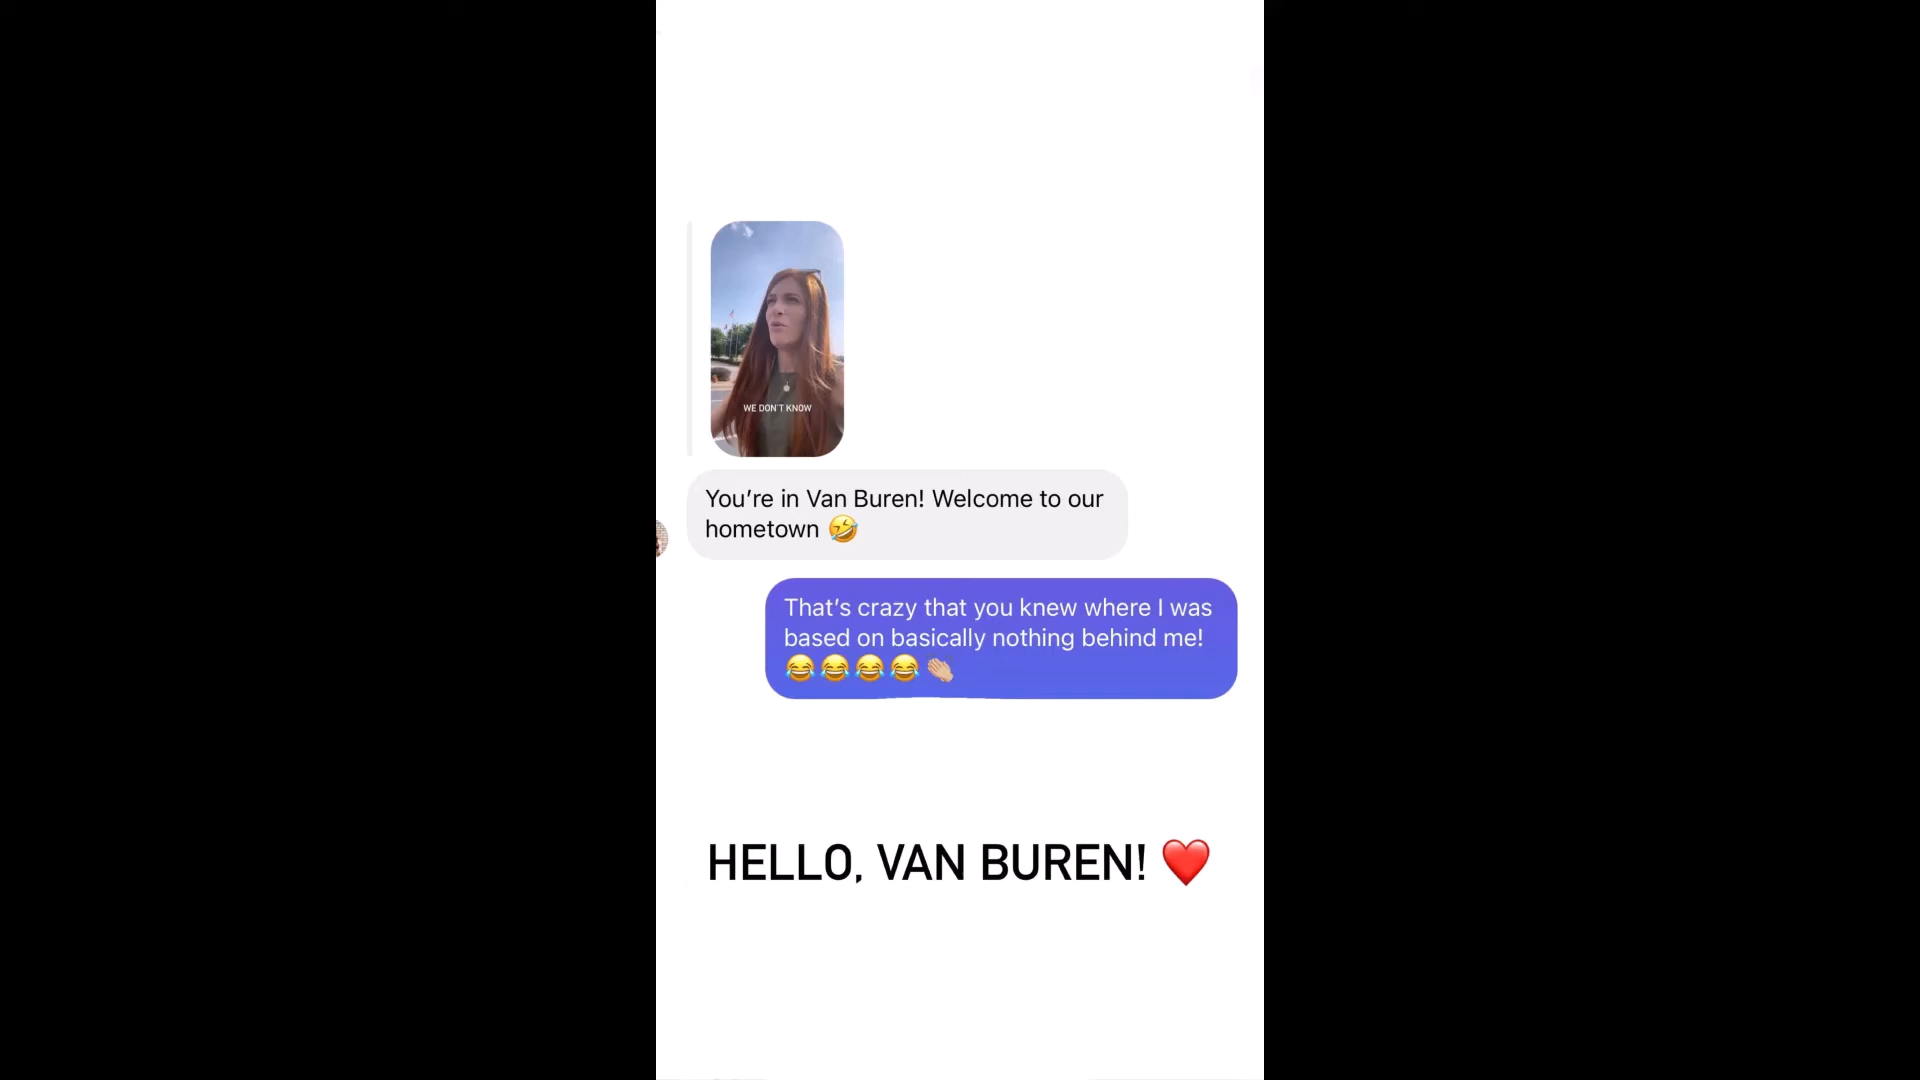 WE DON'T KNOW
You're in Van Buren! Welcome to our
hometown 🤣
That's crazy that you knew where I was
based on basically nothing behind me!
😂😂😂😂👏🏼
HELLO, VAN BUREN! ❤️